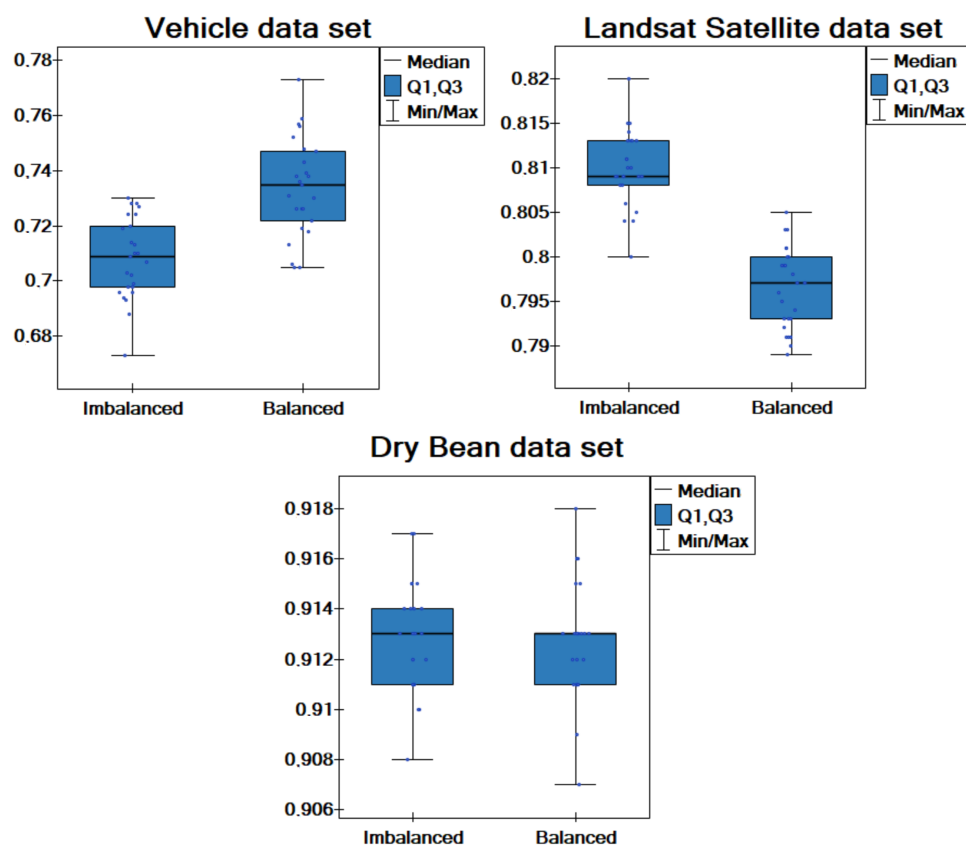 Vehicle data set
0.78
0.76
0.74
0.72
0.7
0.68
Imbalanced Balanced
Median
Q1,Q3
Min/Max
Landsat Satellite data set
0.82
0.815
0.81
0.805
0.8
0.795
0.79
Imbalanced Balanced
Median
Q1,Q3
Min/Max
Dry Bean data set
0.918
0.916
0.914
0.912
0.91
0.908
0.906
Imbalanced Balanced
Median
Q1,Q3
Min/Max